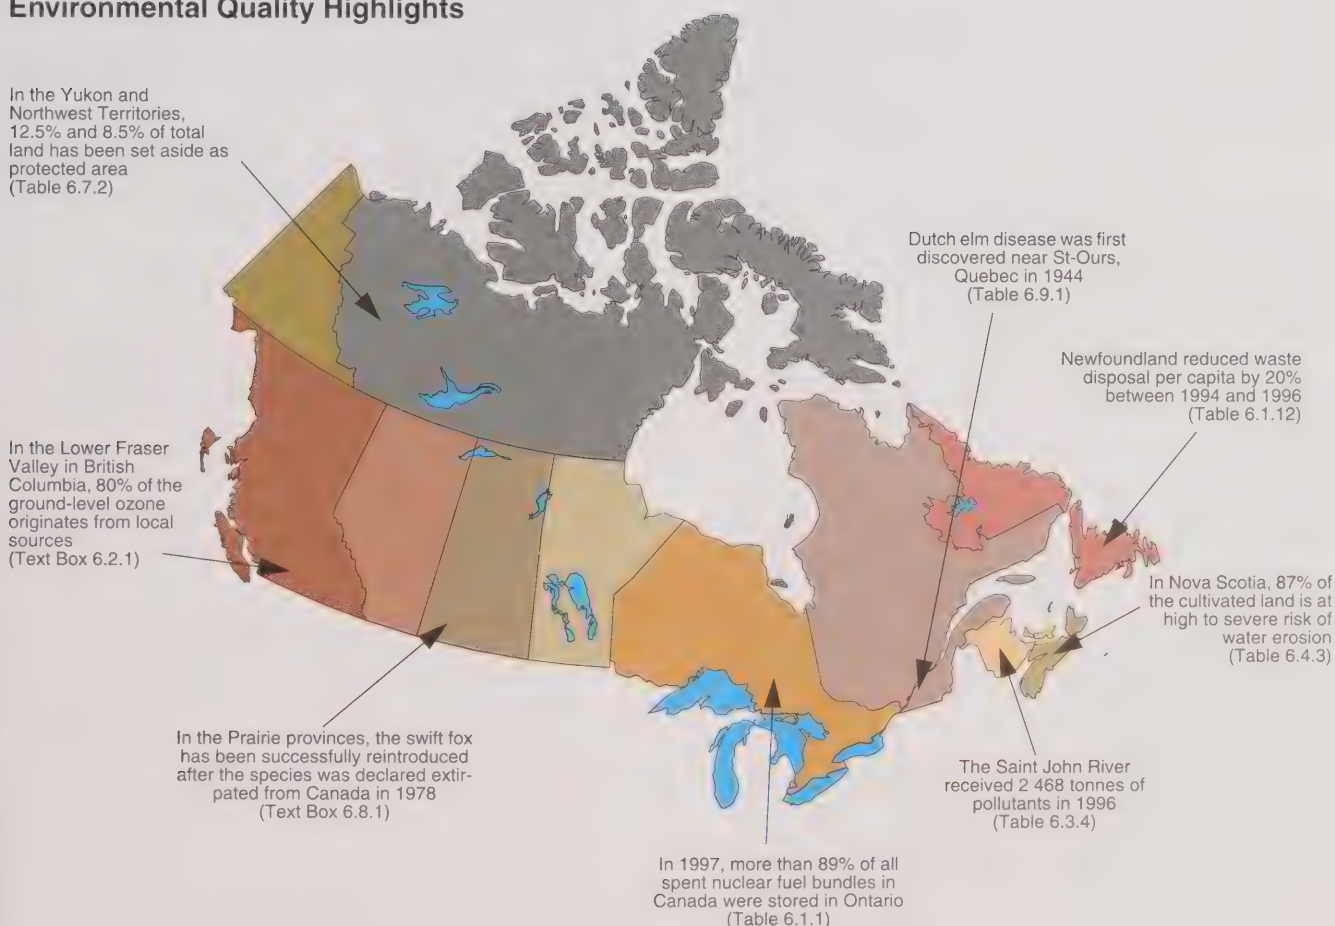 Environmental Quality Highlights
In the Yukon and
Northwest Territories,
12.5% and 8.5% of total
land has been set aside as
protected area
(Table 6.7.2)
Dutch elm disease was first
discovered near St-Ours,
Quebec in 1944
(Table 6.9.1)
Newfoundland reduced waste
disposal per capita by 20%
between 1994 and 1996
(Table 6.1.12)
In the Lower Fraser
Valley in British
Columbia, 80% of the
ground-level ozone
originates from local
sources
(Text Box 6.2.1)
In Nova Scotia, 87% of
the cultivated land is at
high to severe risk of
water erosion
(Table 6.4.3)
In the Prairie provinces, the swift fox
has been successfully reintroduced
after the species was declared extir-
pated from Canada in 1978
(Text Box 6.8.1)
The Saint John River
received 2 468 tonnes of
pollutants in 1996
(Table 6.3.4)
In 1997, more than 89% of all
spent nuclear fuel bundles in
Canada were stored in Ontario
(Table 6.1.1)